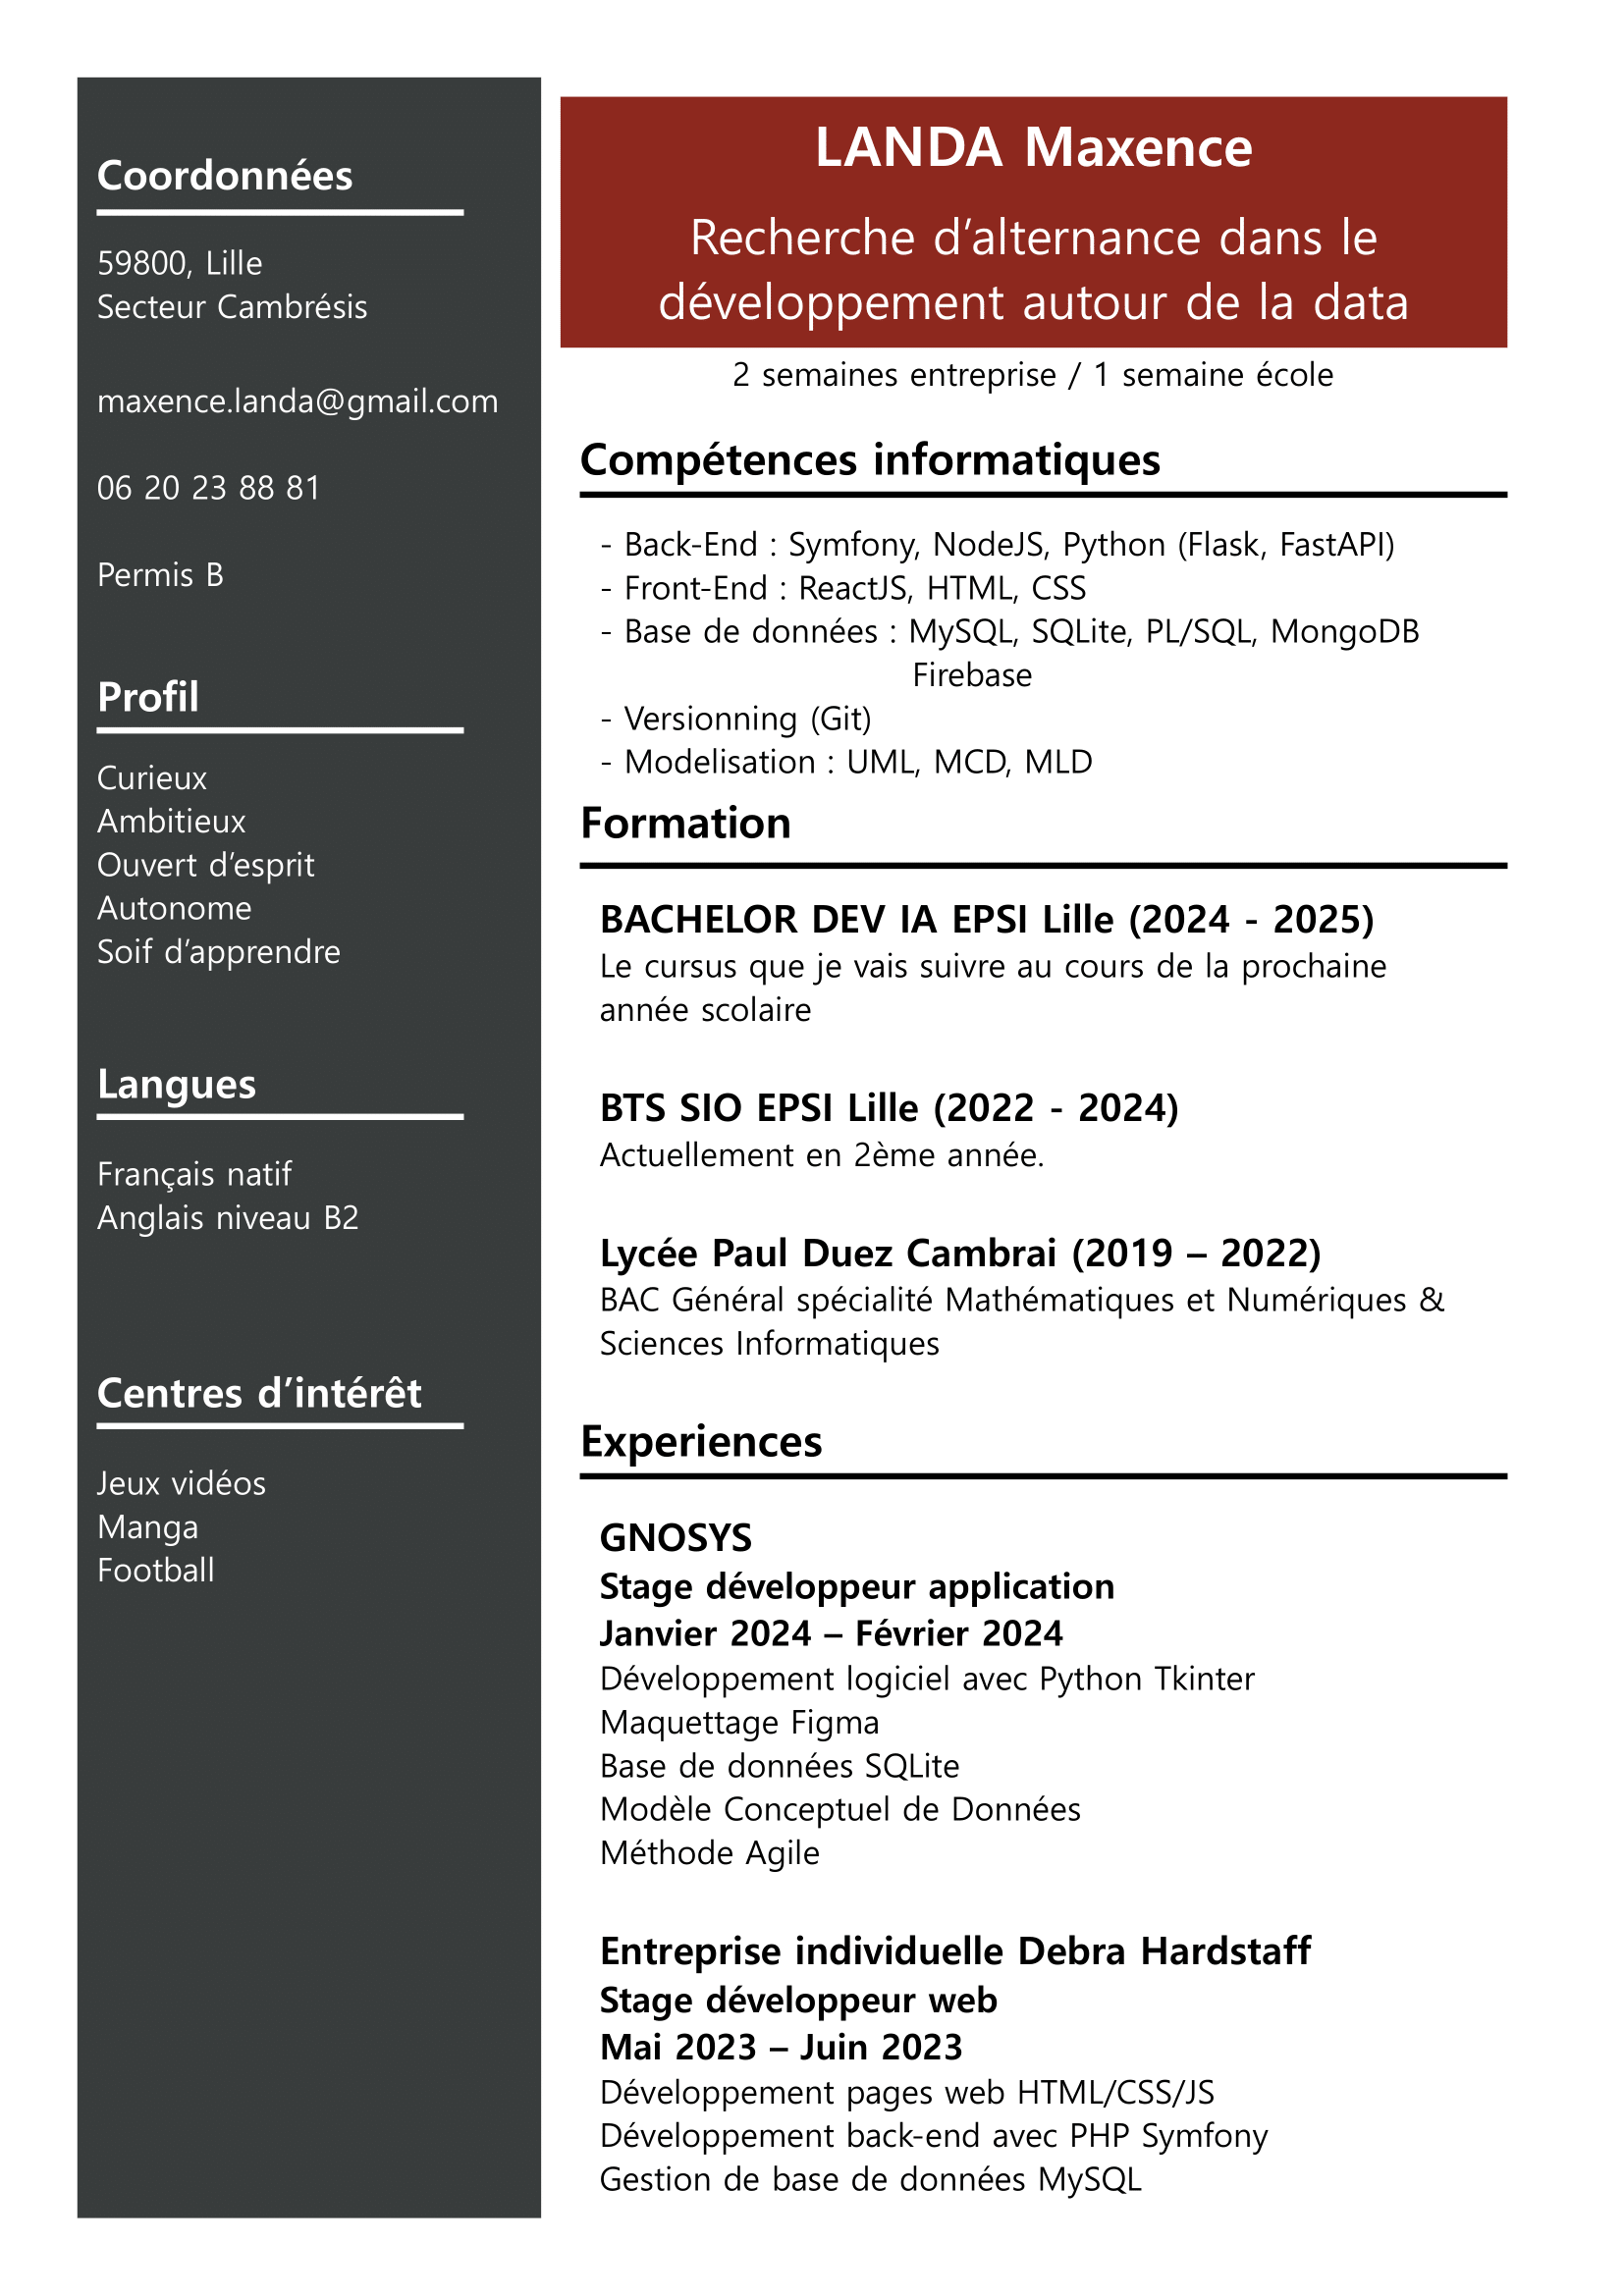 Coordonnées
59800, Lille
Secteur Cambrésis
maxence.landa@gmail.com
06 20 23 88 81
Permis B
Profil
Curieux
Ambitieux
Ouvert d’esprit
Autonome
Soif d’apprendre
Langues
Français natif
Anglais niveau B2
Centres d’intérêt
Jeux vidéos
Manga
Football
LANDA Maxence
Recherche d’alternance dans le
développement autour de la data
2 semaines entreprise / 1 semaine école
Compétences informatiques
- Back-End : Symfony, NodeJS, Python (Flask, FastAPI)
- Front-End : ReactJS, HTML, CSS
- Base de données : MySQL, SQLite, PL/SQL, MongoDB
Firebase
- Versionning (Git)
- Modelisation : UML, MCD, MLD
Formation
BACHELOR DEV IA EPSI Lille (2024 - 2025)
Le cursus que je vais suivre au cours de la prochaine
année scolaire
BTS SIO EPSI Lille (2022 - 2024)
Actuellement en 2ème année.
Lycée Paul Duez Cambrai (2019 – 2022)
BAC Général spécialité Mathématiques et Numériques &
Sciences Informatiques
Experiences
GNOSYS
Stage développeur application
Janvier 2024 – Février 2024
Développement logiciel avec Python Tkinter
Maquettage Figma
Base de données SQLite
Modèle Conceptuel de Données
Méthode Agile
Entreprise individuelle Debra Hardstaff
Stage développeur web
Mai 2023 – Juin 2023
Développement pages web HTML/CSS/JS
Développement back-end avec PHP Symfony
Gestion de base de données MySQL